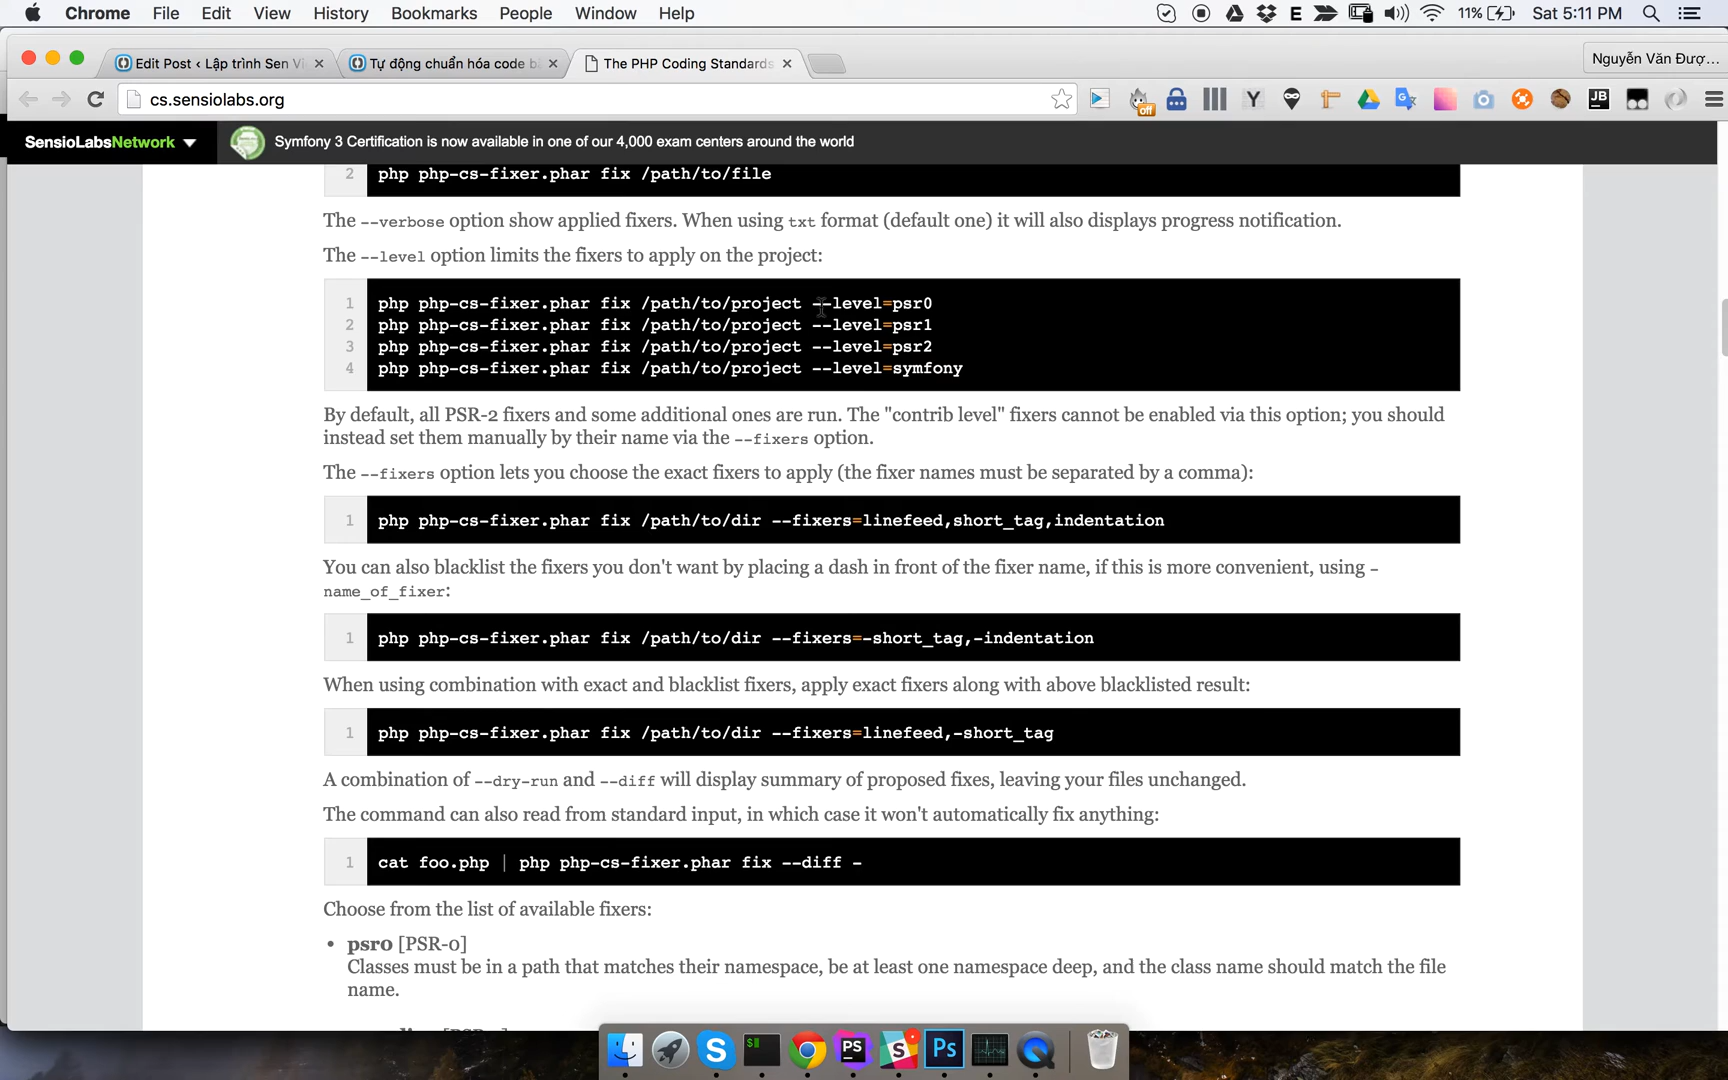 Chrome File Edit View History Bookmarks People Window Help 11% Sat 5:11 PM
Edit Post ‹ Lập trình Sen Vi
Tự động chuẩn hóa code b
The PHP Coding Standards
Nguyễn Văn Đượ...
cs.sensiolabs.org
off
Y
JB
SensioLabsNetwork
Symfony 3 Certification is now available in one of our 4,000 exam centers around the world
2 php php-cs-fixer.phar fix /path/to/file
The --verbose option show applied fixers. When using txt format (default one) it will also displays progress notification.
The --level option limits the fixers to apply on the project:
1 php php-cs-fixer.phar fix /path/to/project --level=psr0
2 php php-cs-fixer.phar fix /path/to/project --level=psr1
3 php php-cs-fixer.phar fix /path/to/project --level=psr2
4 php php-cs-fixer.phar fix /path/to/project --level=symfony
By default, all PSR-2 fixers and some additional ones are run. The "contrib level" fixers cannot be enabled via this option; you should
instead set them manually by their name via the --fixers option.
The --fixers option lets you choose the exact fixers to apply (the fixer names must be separated by a comma):
1 php php-cs-fixer.phar fix /path/to/dir --fixers=linefeed,short_tag,indentation
You can also blacklist the fixers you don't want by placing a dash in front of the fixer name, if this is more convenient, using -
name_of_fixer:
1 php php-cs-fixer.phar fix /path/to/dir --fixers=-short_tag,-indentation
When using combination with exact and blacklist fixers, apply exact fixers along with above blacklisted result:
1 php php-cs-fixer.phar fix /path/to/dir --fixers=linefeed,-short_tag
A combination of --dry-run and --diff will display summary of proposed fixes, leaving your files unchanged.
The command can also read from standard input, in which case it won't automatically fix anything:
1 cat foo.php | php php-cs-fixer.phar fix --diff -
Choose from the list of available fixers:
• psr0 [PSR-0]
Classes must be in a path that matches their namespace, be at least one namespace deep, and the class name should match the file
name.
S $ PS S Ps